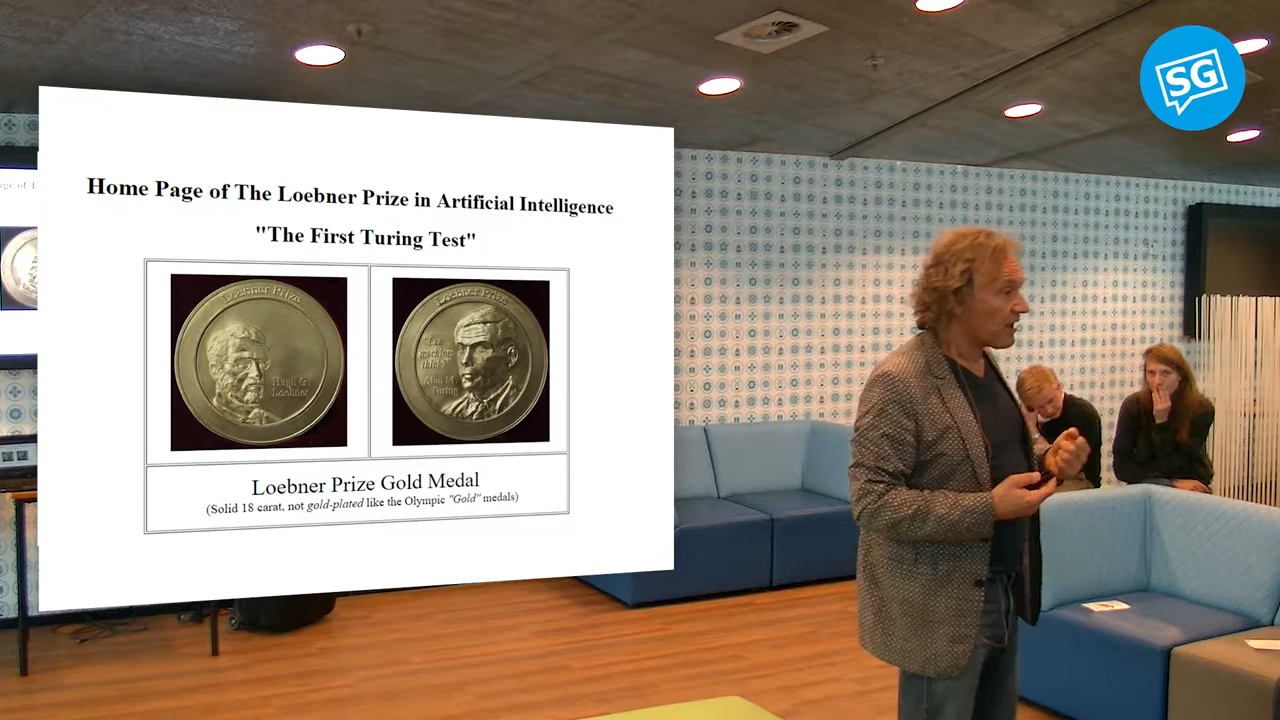 SG
Home Page of The Loebner Prize in Artificial Intelligence
"The First Turing Test"
Loebner Prize
Hugh G.
Loebner
Loebner Prize
"Can
machines
think"
Alan M.
Turing
Loebner Prize Gold Medal
(Solid 18 carat, not gold-plated like the Olympic "Gold" medals)